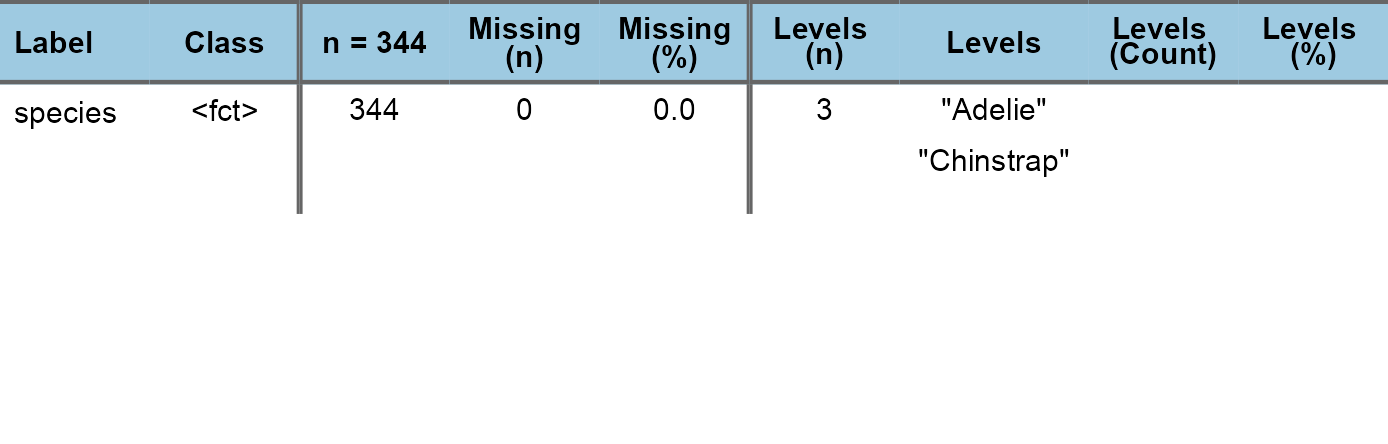 Label Class n = 344 Missing (n) Missing (%) Levels (n) Levels Levels (Count) Levels (%)
species <fct> 344 0 0.0 3 "Adelie"
"Chinstrap"